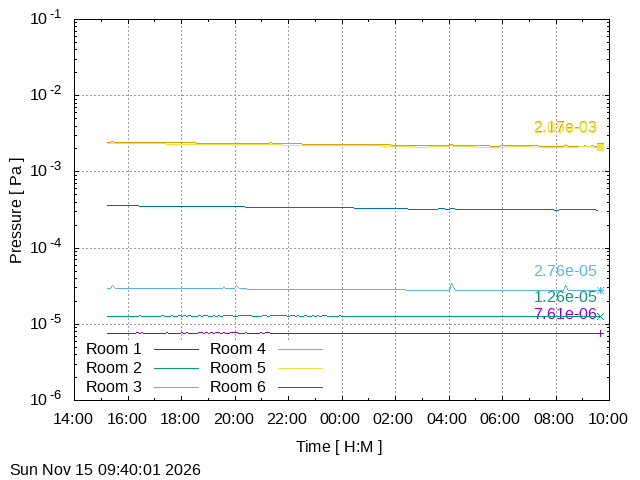 10^-1
10^-2
10^-3
10^-4
10^-5
10^-6
Pressure [ Pa ]
2.17e-03
2.76e-05
1.26e-05
7.61e-06
Room 1 Room 4
Room 2 Room 5
Room 3 Room 6
14:00 16:00 18:00 20:00 22:00 00:00 02:00 04:00 06:00 08:00 10:00
Time [ H:M ]
Sun Nov 15 09:40:01 2026